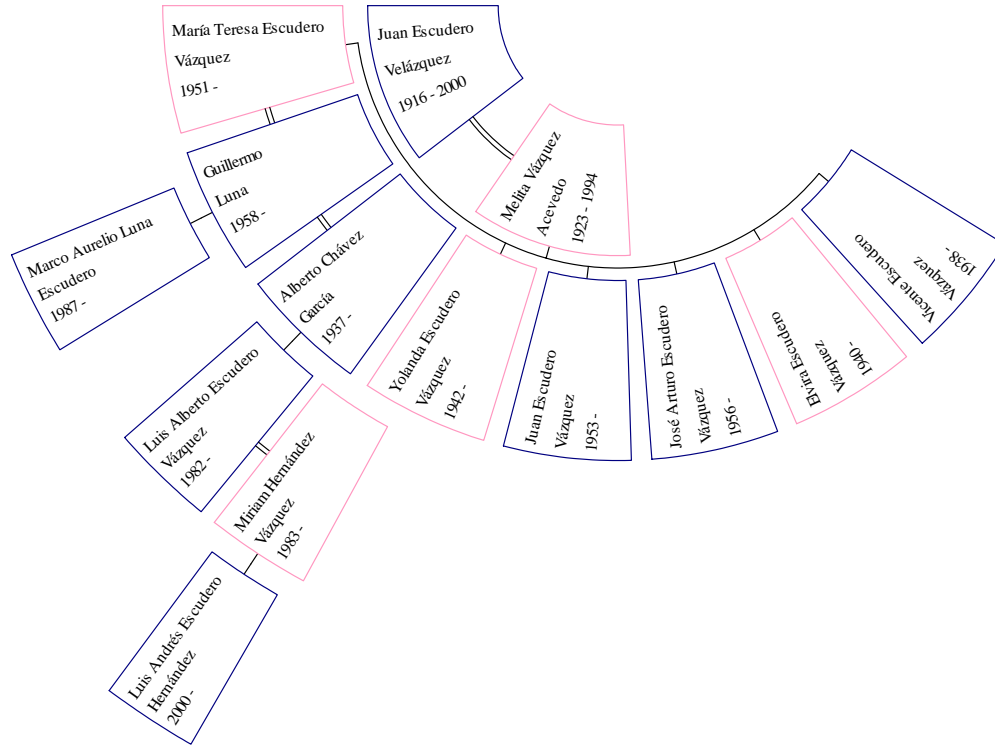 María Teresa Escudero
Vázquez
1951 -
Juan Escudero
Velázquez
1916 - 2000
Melita Vázquez
Acevedo
1923 - 1994
Guillermo
Luna
1958 -
Marco Aurelio Luna
Escudero
1987 -
Alberto Chávez
García
1937 -
Yolanda Escudero
Vázquez
1942 -
Juan Escudero
Vázquez
1953 -
José Arturo Escudero
Vázquez
1956 -
Elvira Escudero
Vázquez
1940 -
Vicente Escudero
Vázquez
1938 -
Luis Alberto Escudero
Vázquez
1982 -
Miriam Hernández
Vázquez
1983 -
Luis Andrés Escudero
Hernández
2000 -